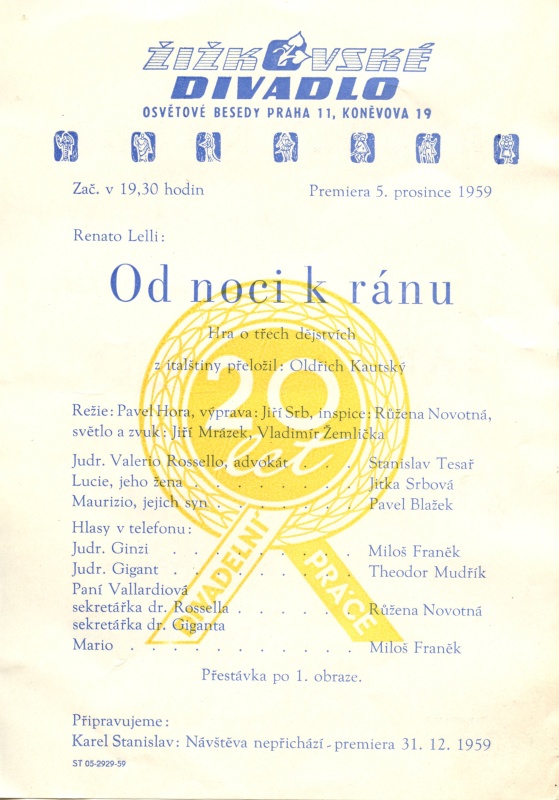 ŽIŽKOVSKÉ
DIVADLO
OSVĚTOVÉ BESEDY PRAHA 11, KONĚVOVA 19
Zač. v 19,30 hodin
Premiera 5. prosince 1959
Renato Lelli:
Od noci k ránu
Hra o třech dějstvích
z italštiny přeložil: Oldřich Kautský
Režie: Pavel Hora, výprava: Jiří Srb, inspice: Růžena Novotná,
světlo a zvuk: Jiří Mrázek, Vladimír Žemlička
Judr. Valerio Rossello, advokát . . . Stanislav Tesař
Lucie, jeho žena . . . . . . . . Jitka Srbová
Maurizio, jejich syn . . . . . . . Pavel Blažek
Hlasy v telefonu:
Judr. Ginzi . . . . . . . . . . Miloš Franěk
Judr. Gigant . . . . . . . . . . Theodor Mudřík
Paní Vallardiová
sekretářka dr. Rossella . . . . . . Růžena Novotná
sekretářka dr. Giganta
Mario . . . . . . . . . . . . Miloš Franěk
Přestávka po 1. obraze.
Připravujeme:
Karel Stanislav: Návštěva nepřichází - premiera 31. 12. 1959
ST 05-2929-59
20
let
DIVADELNÍ
PRÁCE